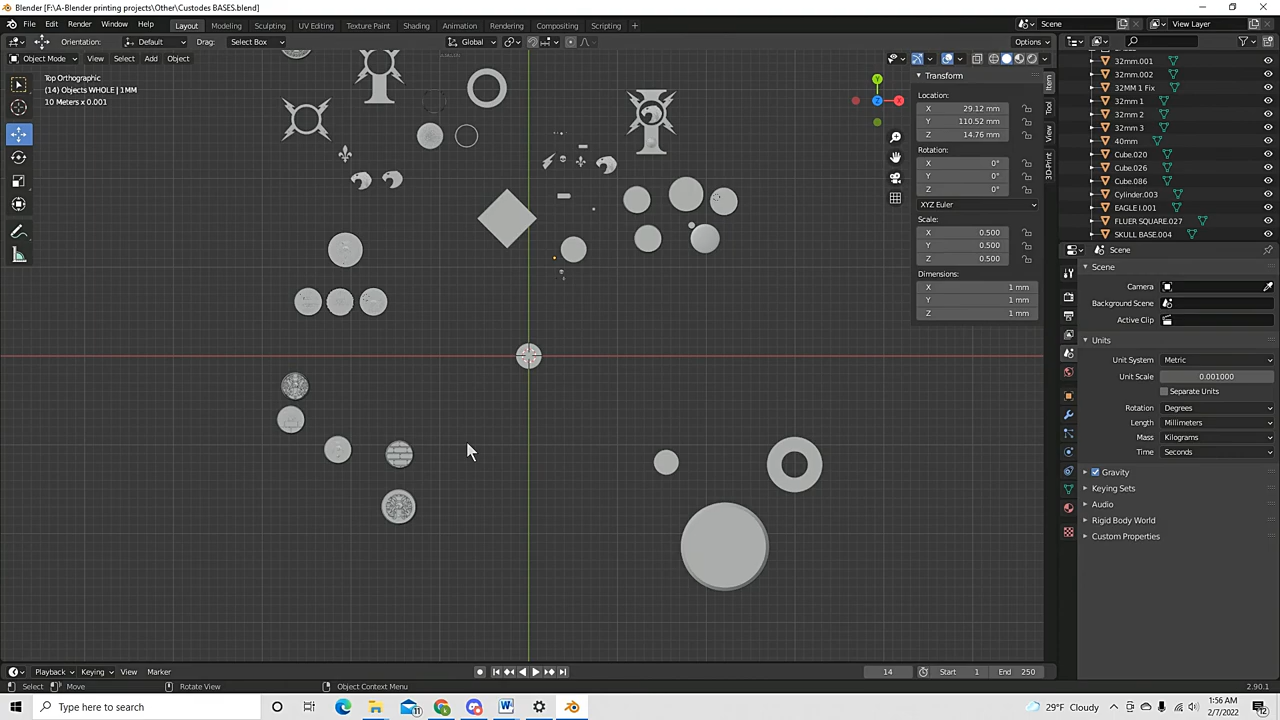 Blender [F:\A-Blender printing projects\Other\Custodes BASES.blend]
File Edit Render Window Help Layout Modeling Sculpting UV Editing Texture Paint Shading Animation Rendering Compositing Scripting Scene View Layer
Orientation: Default Drag: Select Box Global Options
Object Mode View Select Add Object
Top Orthographic
(14) Objects WHOLE | 1MM
10 Meters x 0.001
Transform
Location:
X 29.12 mm
Y 110.52 mm
Z 14.76 mm
Rotation:
X 0°
Y 0°
Z 0°
XYZ Euler
Scale:
X 0.500
Y 0.500
Z 0.500
Dimensions:
X 1 mm
Y 1 mm
Z 1 mm
Item
Tool
View
3D-Print
X
Y
Z
32mm.001
32mm.002
32MM 1 Fix
32mm 1
32mm 2
32mm 3
40mm
Cube.020
Cube.026
Cube.086
Cylinder.003
EAGLE I.001
FLUER SQUARE.027
SKULL BASE.004
Scene
Scene
Camera
Background Scene
Active Clip
Units
Unit System Metric
Unit Scale 0.001000
Separate Units
Rotation Degrees
Length Millimeters
Mass Kilograms
Time Seconds
Gravity
Keying Sets
Audio
Rigid Body World
Custom Properties
Playback Keying View Marker 14 Start 1 End 250
Select Move Rotate View Object Context Menu 2.90.1
Type here to search 29°F Cloudy 1:56 AM
2/7/2022